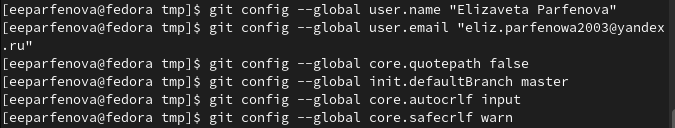 [eeparfenova@fedora tmp]$ git config --global user.name "Elizaveta Parfenova"
[eeparfenova@fedora tmp]$ git config --global user.email "eliz.parfenowa2003@yandex
.ru"
[eeparfenova@fedora tmp]$ git config --global core.quotepath false
[eeparfenova@fedora tmp]$ git config --global init.defaultBranch master
[eeparfenova@fedora tmp]$ git config --global core.autocrlf input
[eeparfenova@fedora tmp]$ git config --global core.safecrlf warn